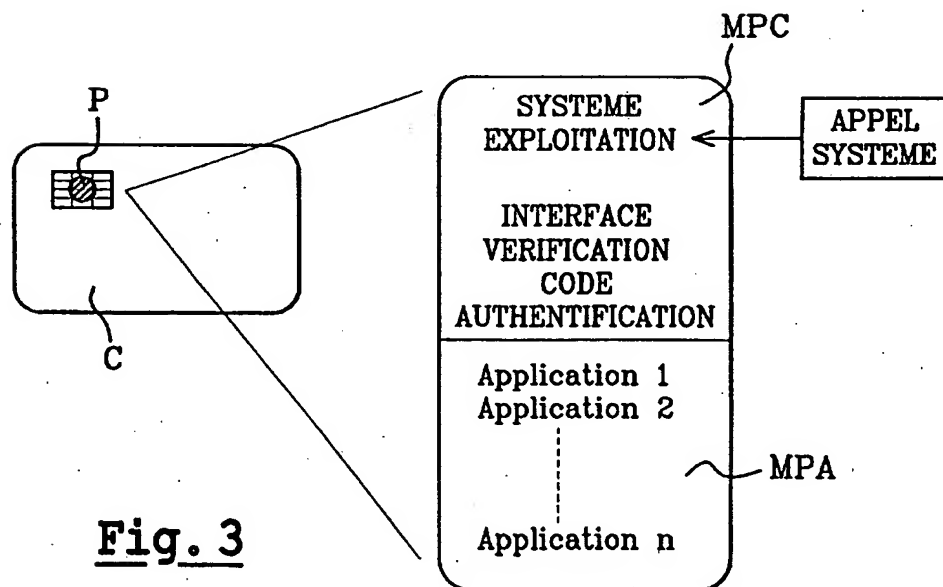 MPC
P
SYSTEME
EXPLOITATION
APPEL
SYSTEME
INTERFACE
VERIFICATION
CODE
AUTHENTIFICATION
C
Application 1
Application 2
MPA
Application n
Fig. 3